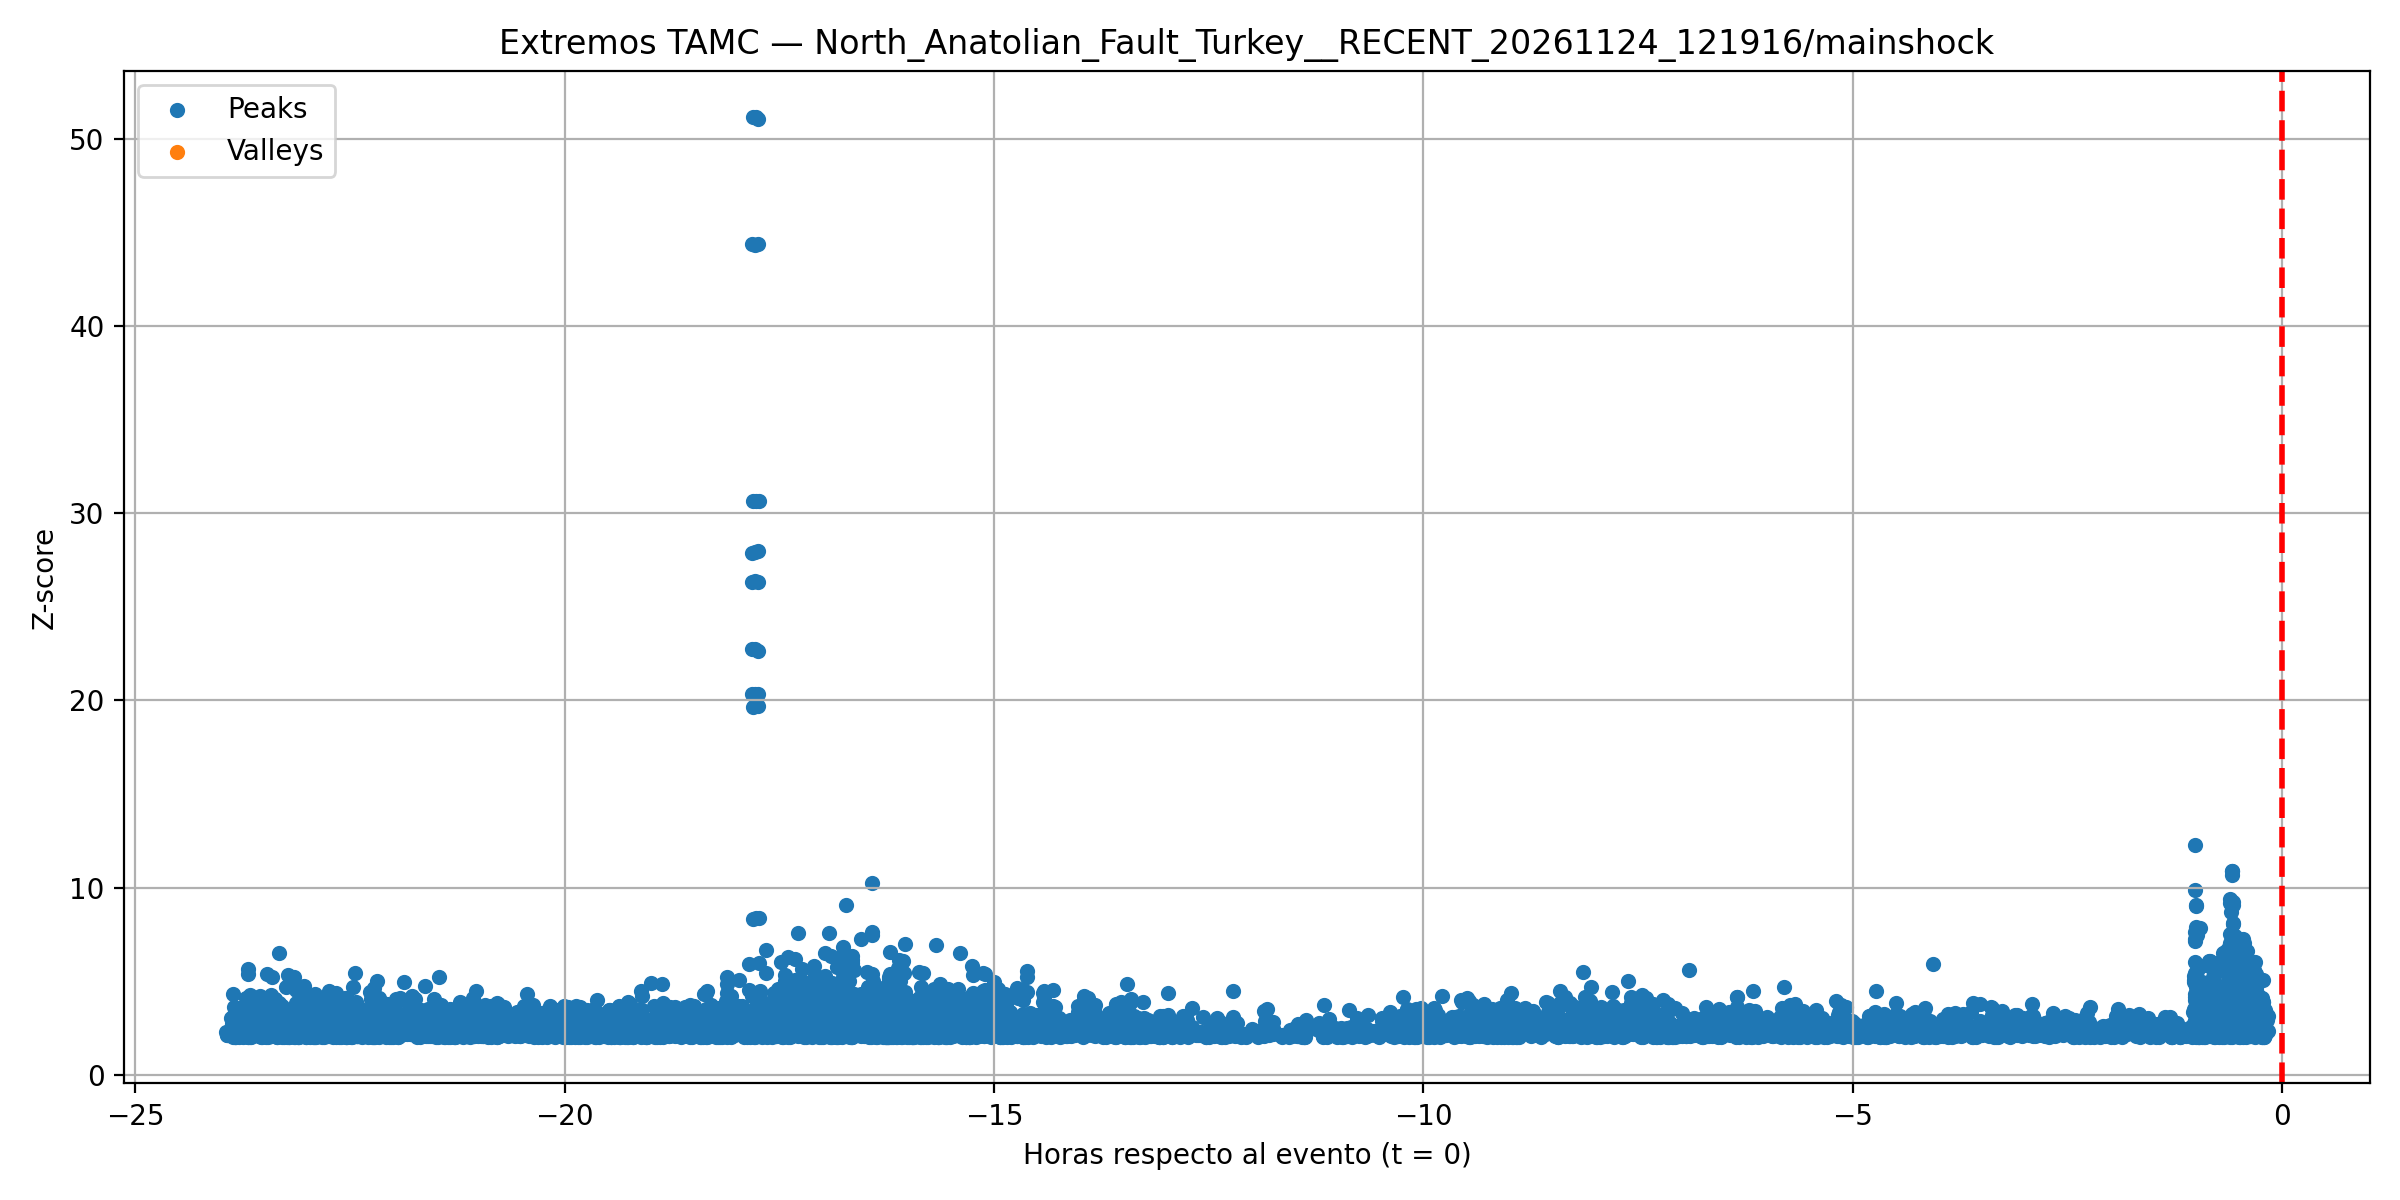 Extremos TAMC — North_Anatolian_Fault_Turkey__RECENT_20261124_121916/mainshock
Peaks
Valleys
50
40
30
20
10
0
Z-score
−25
−20
−15
−10
−5
0
Horas respecto al evento (t = 0)